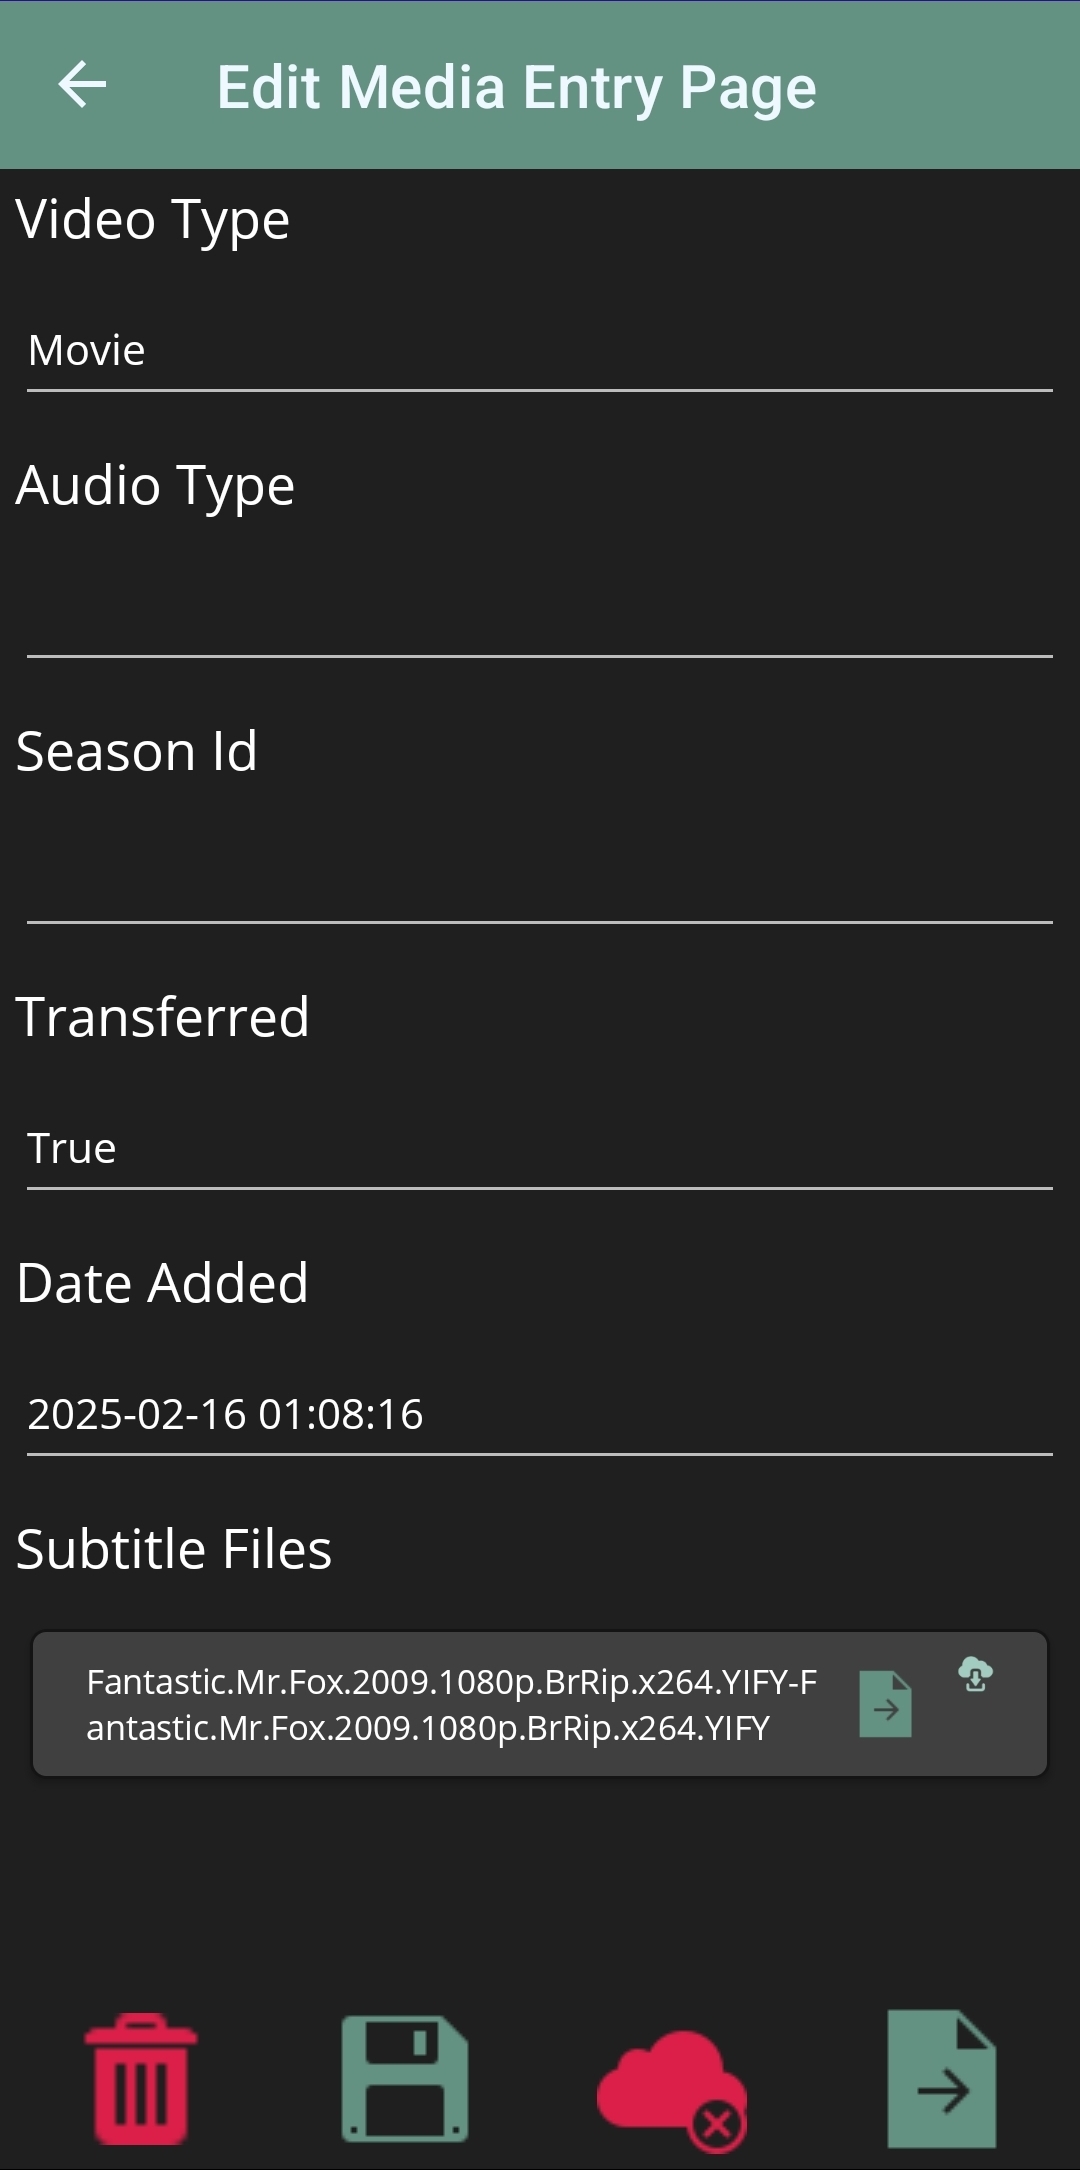 Edit Media Entry Page
Video Type
Movie
Audio Type
Season Id
Transferred
True
Date Added
2025-02-16 01:08:16
Subtitle Files
Fantastic.Mr.Fox.2009.1080p.BrRip.x264.YIFY-F
antastic.Mr.Fox.2009.1080p.BrRip.x264.YIFY